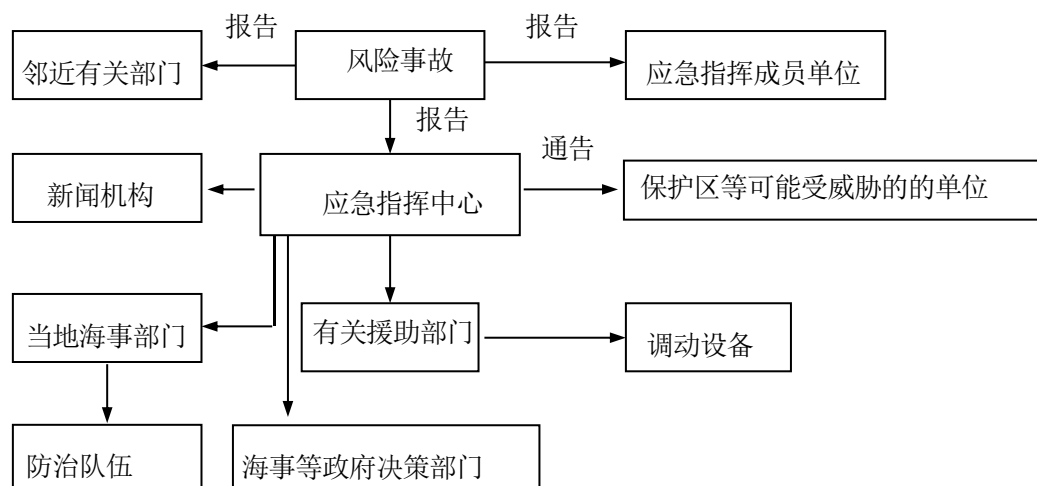 报告
报告
邻近有关部门
风险事故
应急指挥成员单位
报告
通告
新闻机构
应急指挥中心
保护区等可能受威胁的的单位
当地海事部门
有关援助部门
调动设备
防治队伍
海事等政府决策部门